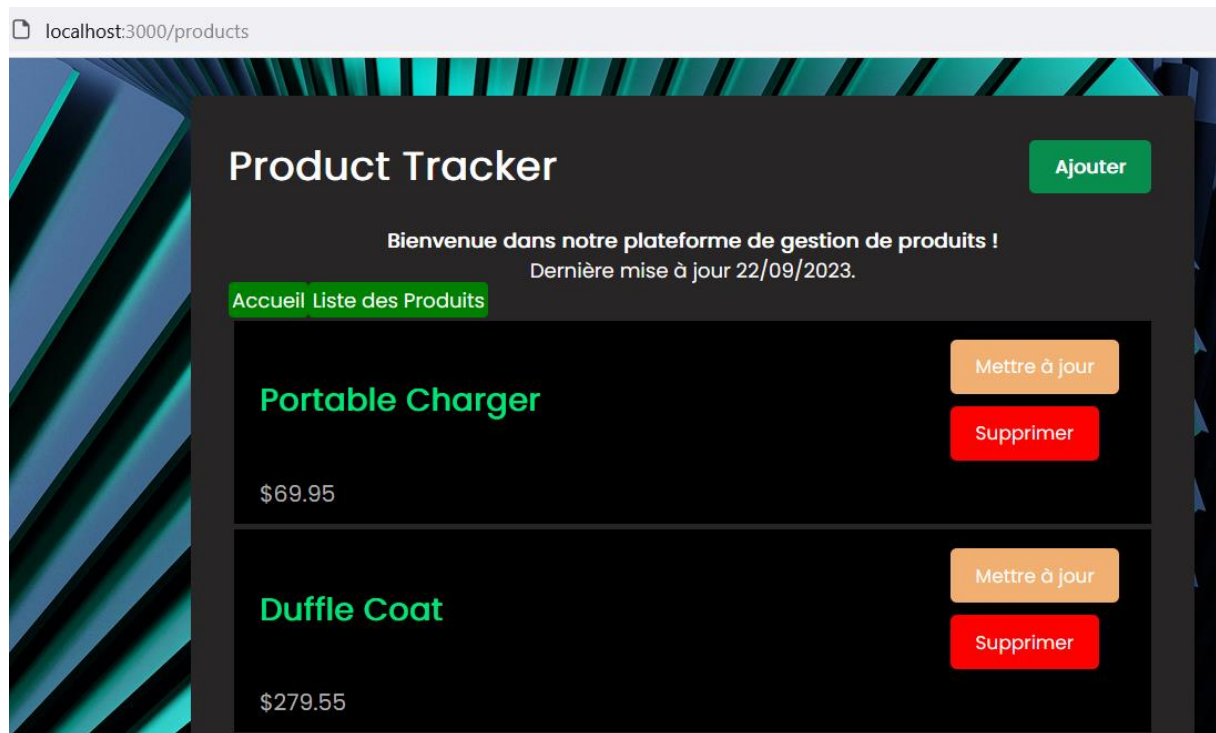 localhost:3000/products
Product Tracker
Ajouter
Bienvenue dans notre plateforme de gestion de produits !
Dernière mise à jour 22/09/2023.
Accueil Liste des Produits
Mettre à jour
Portable Charger
Supprimer
$69.95
Mettre à jour
Duffle Coat
Supprimer
$279.55